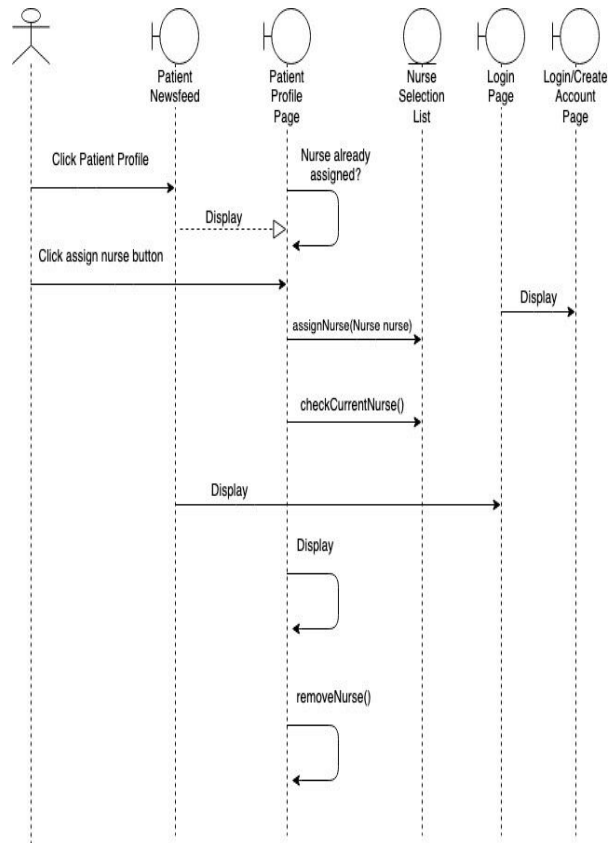 Patient
Newsfeed
Patient
Profile
Page
Nurse
Selection
List
Login
Page
Login/Create
Account
Page
Click Patient Profile
Nurse already
assigned?
Display
Click assign nurse button
Display
assignNurse(Nurse nurse)
checkCurrentNurse()
Display
Display
removeNurse()